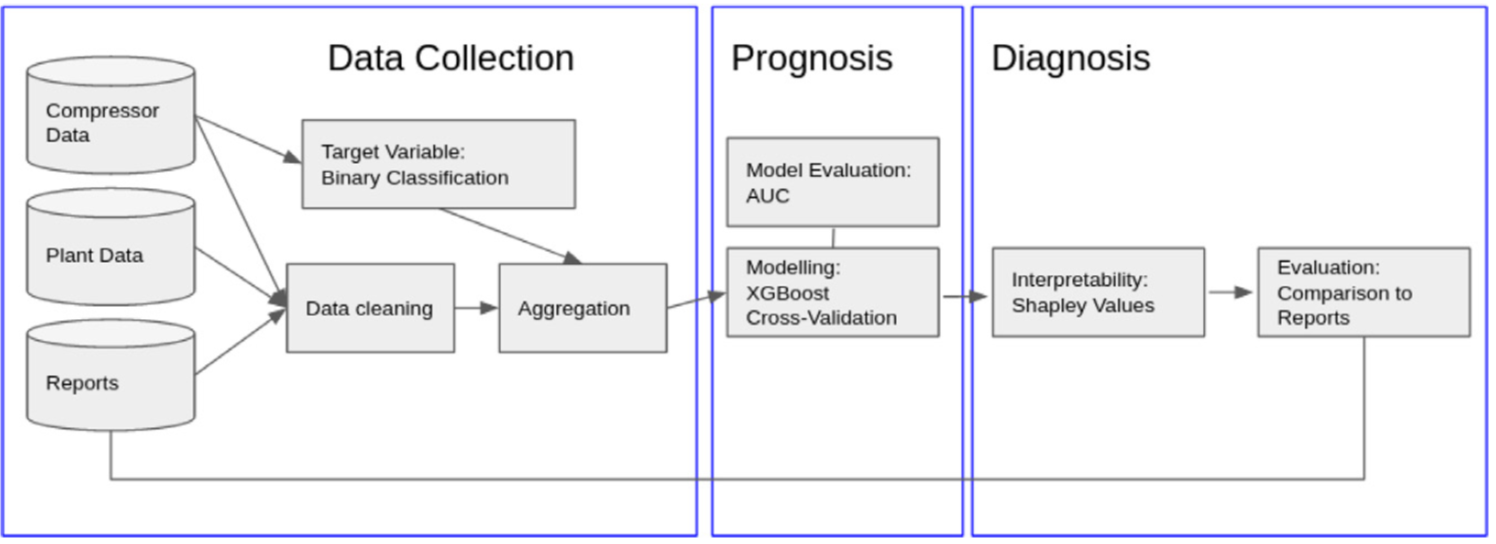 Data Collection
Compressor
Data
Target Variable:
Binary Classification
Plant Data
Data cleaning
Aggregation
Reports
Prognosis
Model Evaluation:
AUC
Modelling:
XGBoost
Cross-Validation
Diagnosis
Interpretability:
Shapley Values
Evaluation:
Comparison to
Reports